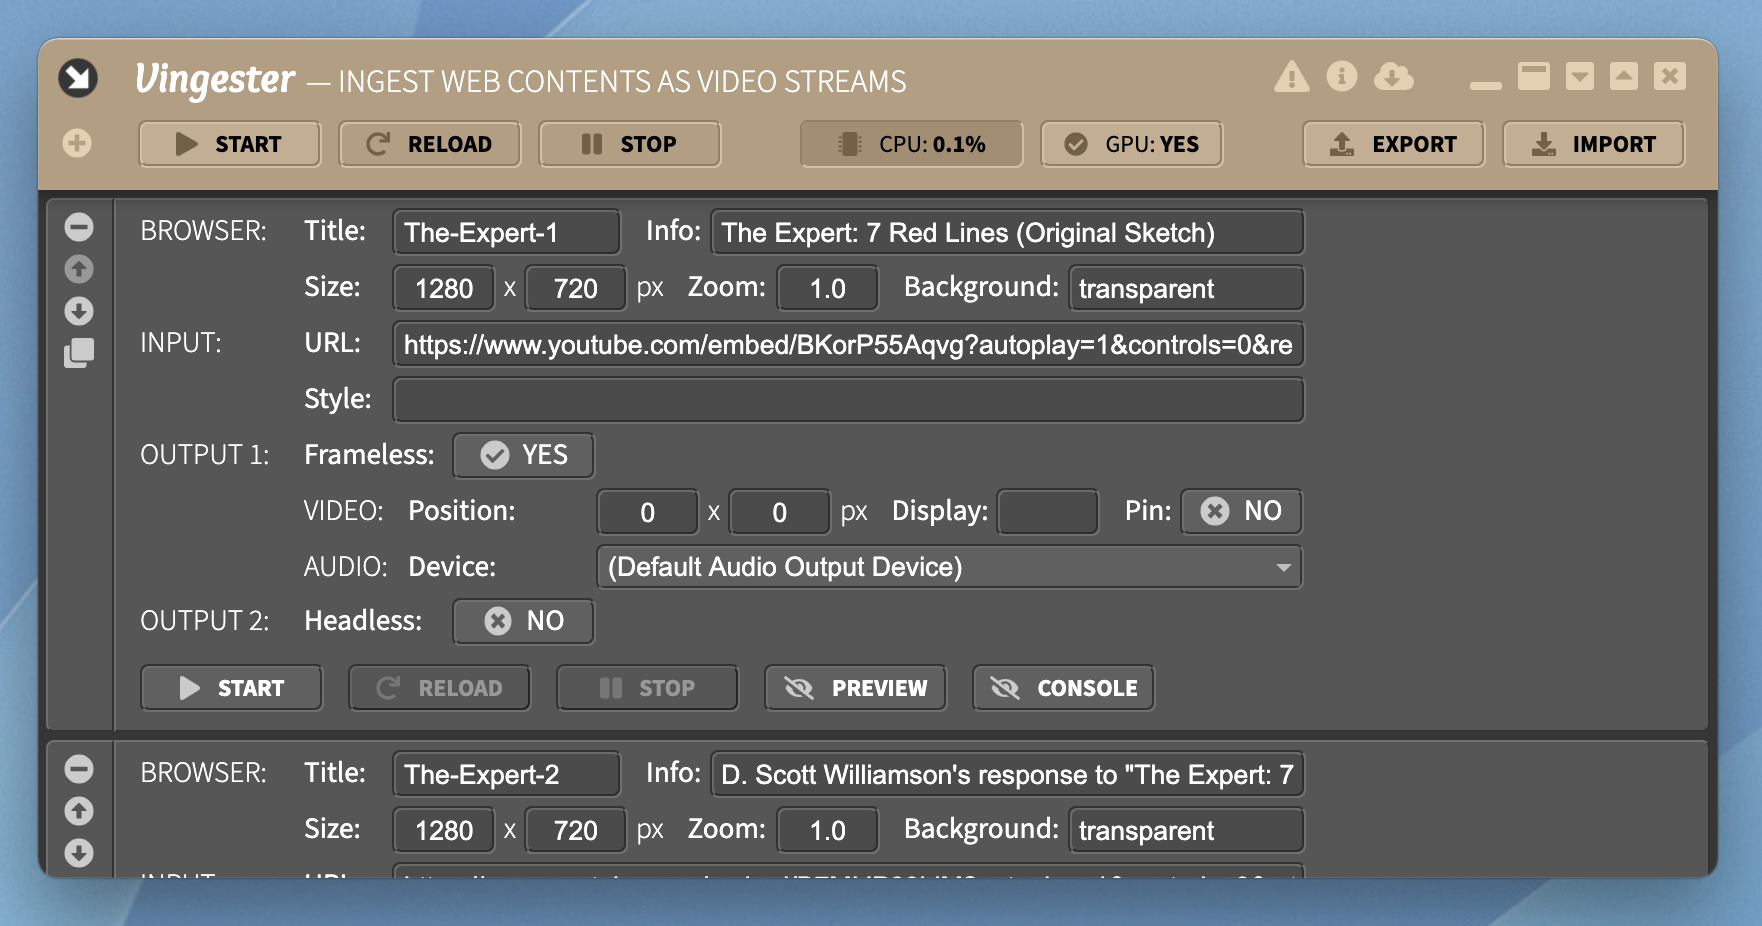 Vingester — INGEST WEB CONTENTS AS VIDEO STREAMS
START RELOAD STOP CPU: 0.1% GPU: YES EXPORT IMPORT
BROWSER: Title: The-Expert-1 Info: The Expert: 7 Red Lines (Original Sketch)
Size: 1280 x 720 px Zoom: 1.0 Background: transparent
INPUT: URL: https://www.youtube.com/embed/BKorP55Aqvg?autoplay=1&controls=0&re
Style:
OUTPUT 1: Frameless: YES
VIDEO: Position: 0 x 0 px Display: Pin: NO
AUDIO: Device: (Default Audio Output Device)
OUTPUT 2: Headless: NO
START RELOAD STOP PREVIEW CONSOLE
BROWSER: Title: The-Expert-2 Info: D. Scott Williamson's response to "The Expert: 7
Size: 1280 x 720 px Zoom: 1.0 Background: transparent
INPUT: URL: